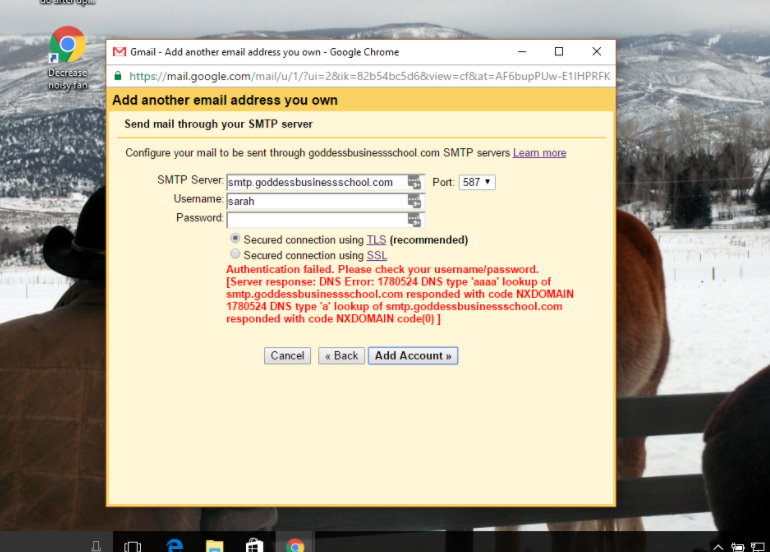 Decrease
noisy fan
Gmail - Add another email address you own - Google Chrome
https://mail.google.com/mail/u/1/?ui=2&ik=82b54bc5d6&view=cf&at=AF6bupPUw-E1IHPRFK
Add another email address you own
Send mail through your SMTP server
Configure your mail to be sent through goddessbusinessschool.com SMTP servers Learn more
SMTP Server: smtp.goddessbusinessschool.com Port: 587
Username: sarah
Password:
Secured connection using TLS (recommended)
Secured connection using SSL
Authentication failed. Please check your username/password.
[Server response: DNS Error: 1780524 DNS type 'aaaa' lookup of
smtp.goddessbusinessschool.com responded with code NXDOMAIN
1780524 DNS type 'a' lookup of smtp.goddessbusinessschool.com
responded with code NXDOMAIN code(0) ]
Cancel « Back Add Account »